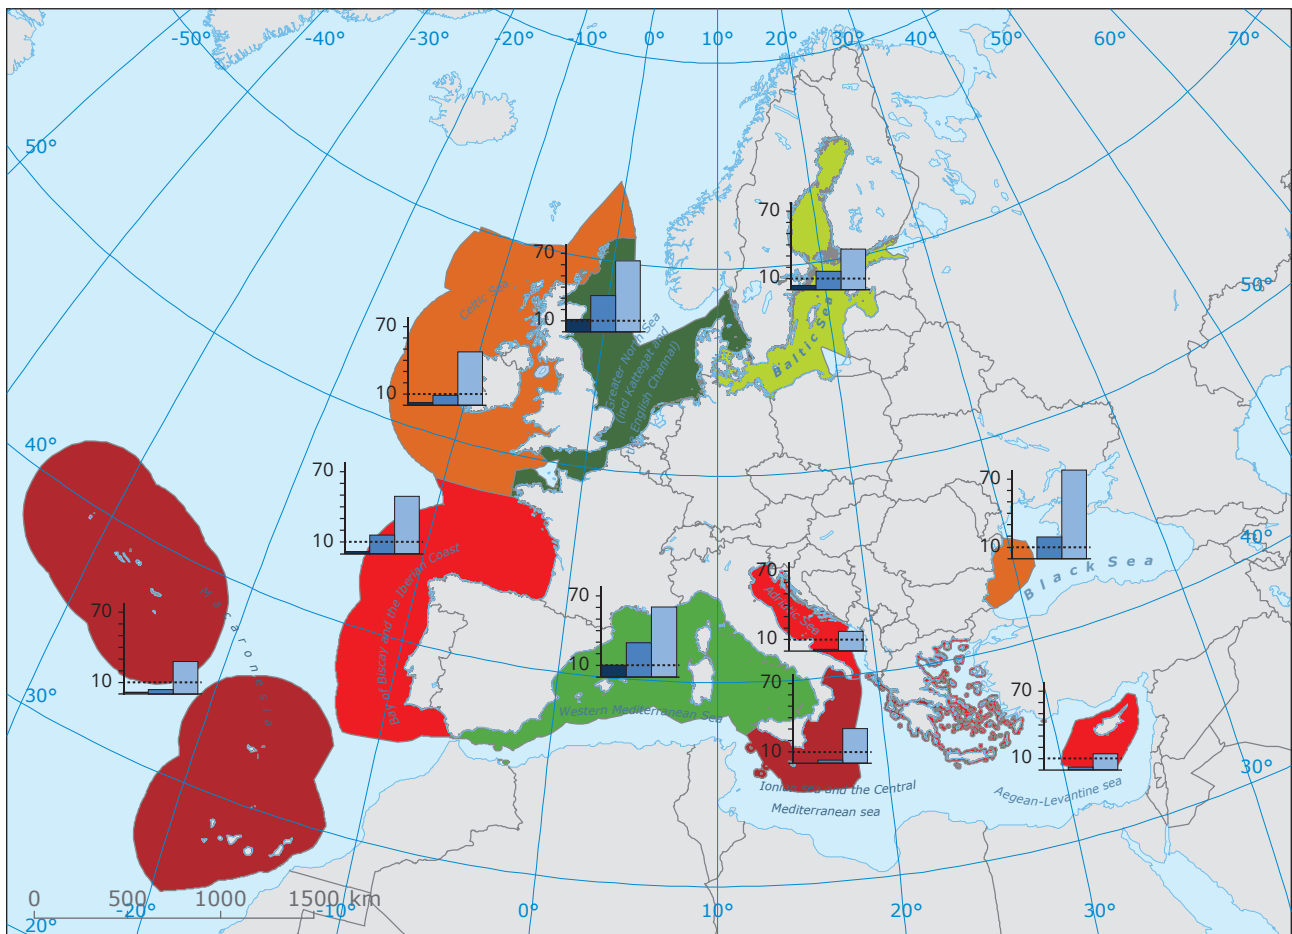 -50° -40° -30° -20° -10° 0° 10° 20° 30° 50° 60° 70°
50°
70
10
70
10
Celtic Sea
50°
70
10
Greater North Sea
(incl Kattegat and
English Channel)
Baltic Sea
40°
70
10
70
10
40°
Black Sea
Bay of Biscay and the Iberian Coast
70
10
Adriatic Sea
70
10
Macaronesia
70
10
30°
Western Mediterranean Sea
70
10
70
10
30°
Ionian Sea and the Central
Mediterranean sea
Aegean-Levantine sea
0 500 1000 1500 km
20° -20° -10° 0° 10° 20° 30°